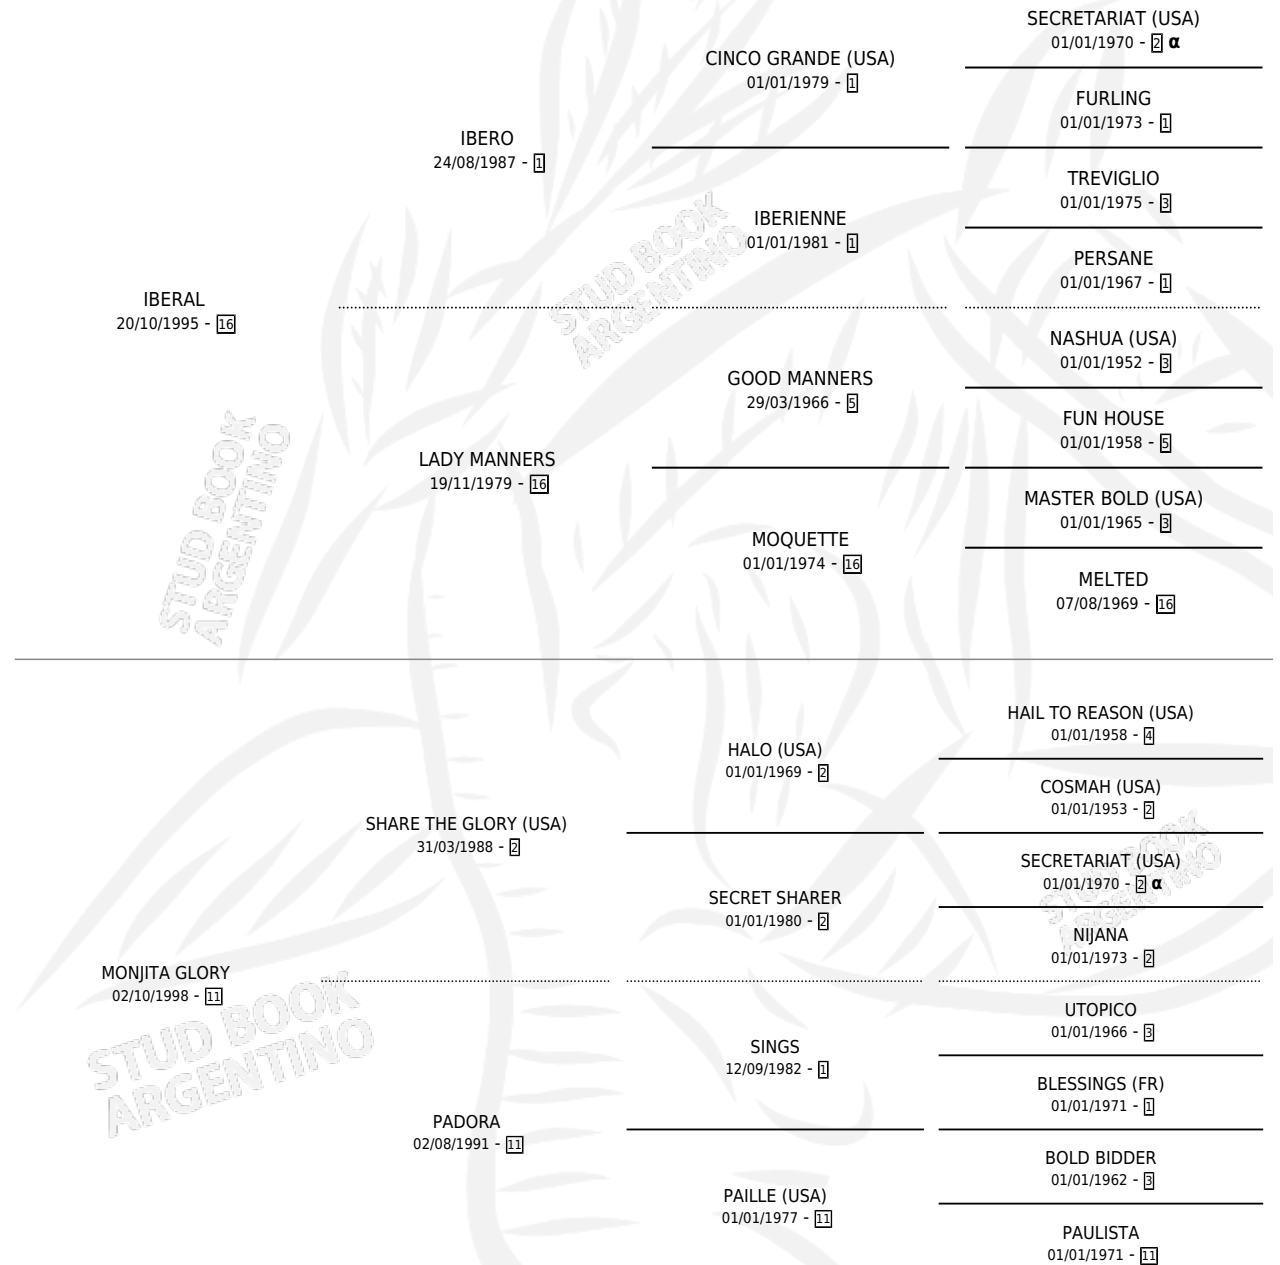 SECRETARIAT (USA)
01/01/1970 - 2 α
CINCO GRANDE (USA)
01/01/1979 - 1
FURLING
01/01/1973 - 1
IBERO
24/08/1987 - 1
TREVIGLIO
01/01/1975 - 3
IBERIENNE
01/01/1981 - 1
PERSANE
01/01/1967 - 1
IBERAL
20/10/1995 - 16
NASHUA (USA)
01/01/1952 - 3
GOOD MANNERS
29/03/1966 - 5
FUN HOUSE
01/01/1958 - 5
LADY MANNERS
19/11/1979 - 16
MASTER BOLD (USA)
01/01/1965 - 3
MOQUETTE
01/01/1974 - 16
MELTED
07/08/1969 - 16
HAIL TO REASON (USA)
01/01/1958 - 4
HALO (USA)
01/01/1969 - 2
COSMAH (USA)
01/01/1953 - 2
SHARE THE GLORY (USA)
31/03/1988 - 2
SECRETARIAT (USA)
01/01/1970 - 2 α
SECRET SHARER
01/01/1980 - 2
NIJANA
01/01/1973 - 2
MONJITA GLORY
02/10/1998 - 11
UTOPICO
01/01/1966 - 3
SINGS
12/09/1982 - 1
BLESSINGS (FR)
01/01/1971 - 1
PADORA
02/08/1991 - 11
BOLD BIDDER
01/01/1962 - 3
PAILLE (USA)
01/01/1977 - 11
PAULISTA
01/01/1971 - 11
STUD BOOK
ARGENTINO
STUD BOOK
ARGENTINO
STUD BOOK
ARGENTINO
STUD BOOK
ARGENTINO